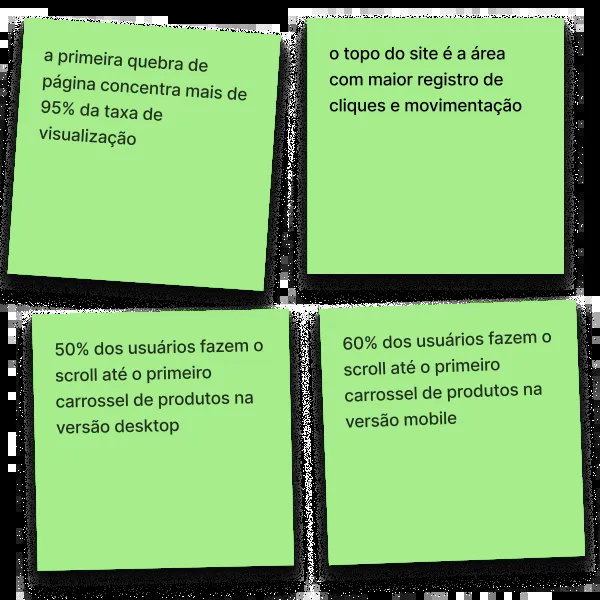 a primeira quebra de
página concentra mais de
95% da taxa de
visualização
o topo do site é a área
com maior registro de
cliques e movimentação
50% dos usuários fazem o
scroll até o primeiro
carrossel de produtos na
versão desktop
60% dos usuários fazem o
scroll até o primeiro
carrossel de produtos na
versão mobile